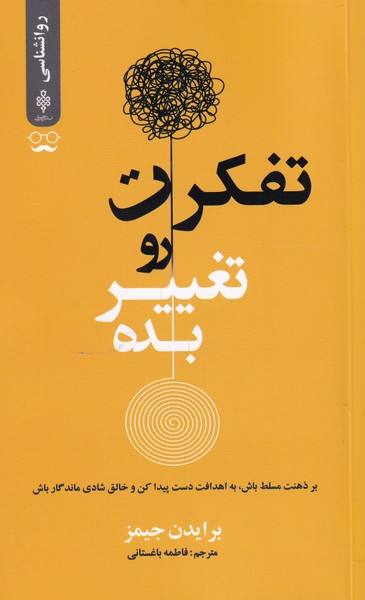 روانشناسی
تفکرت
رو
تغییر
بده
بر ذهنت مسلط باش، به اهدافت دست پیدا کن و خالق شادی ماندگار باش
برایدن جیمز
مترجم: فاطمه باغستانی